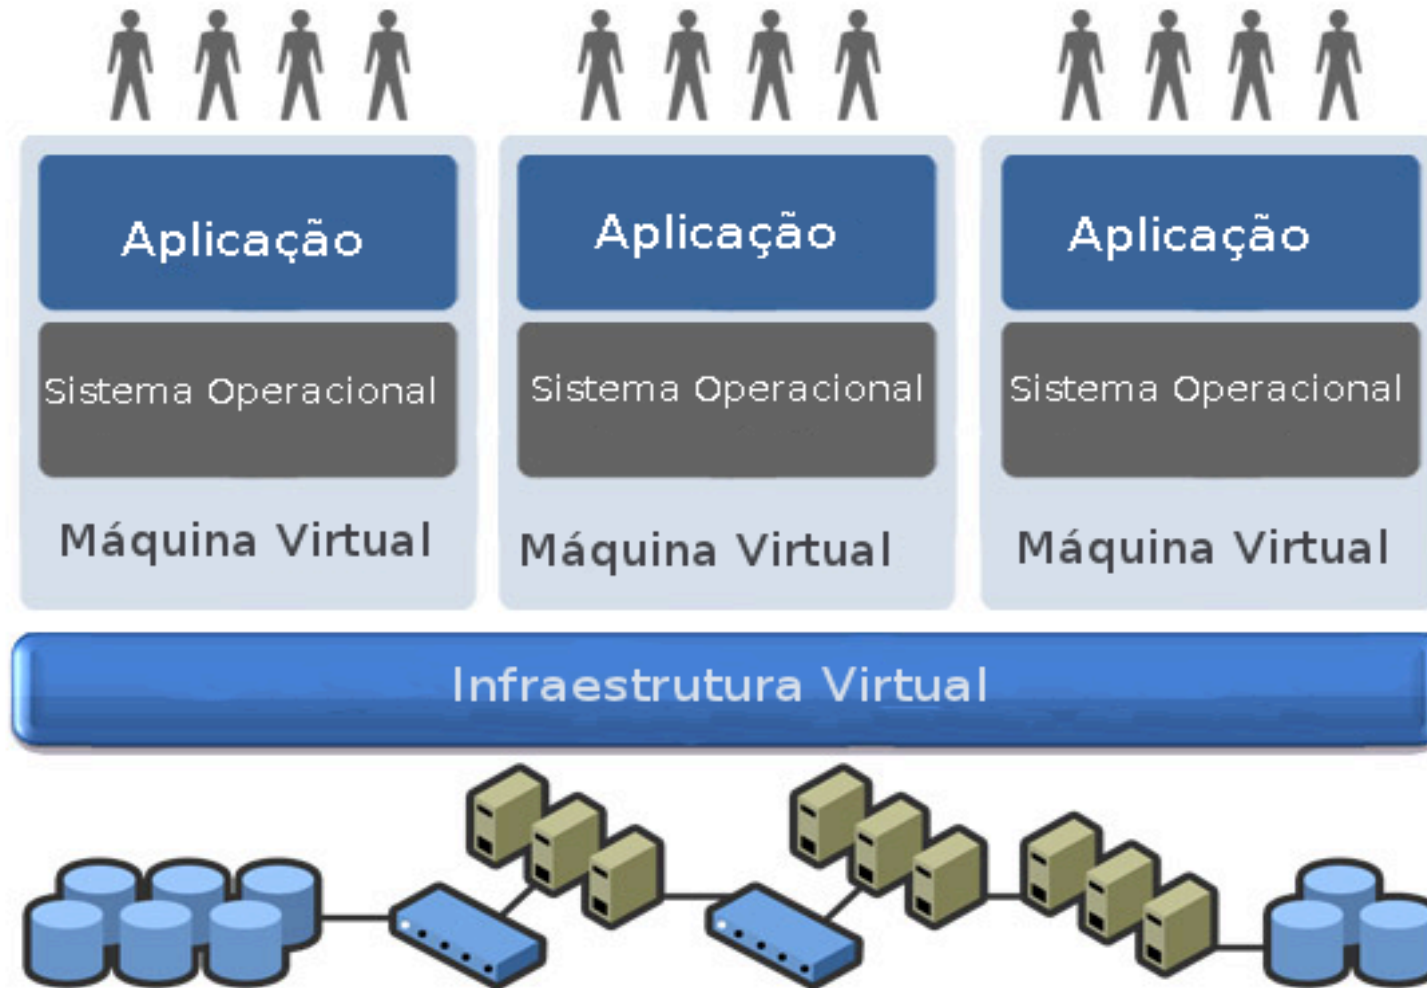 Aplicação
Aplicação
Aplicação
Sistema Operacional
Sistema Operacional
Sistema Operacional
Máquina Virtual
Máquina Virtual
Máquina Virtual
Infraestrutura Virtual